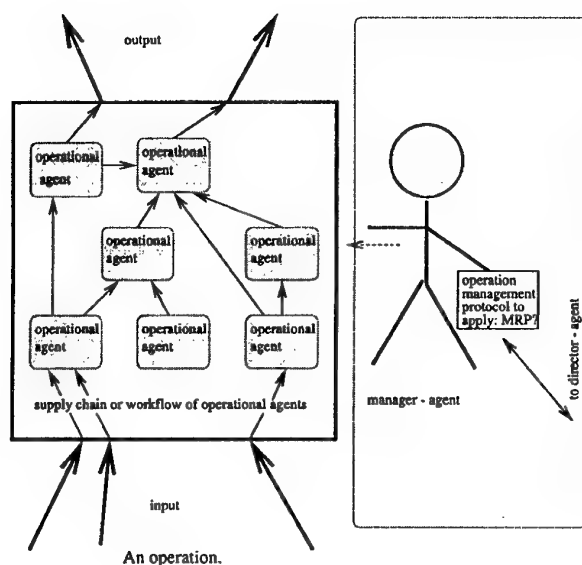 output
operational
agent
operational
agent
operational
agent
operational
agent
operational
agent
operational
agent
operational
agent
supply chain or workflow of operational agents
input
An operation.
operation
management
protocol to
apply: MRP?
manager - agent
to director - agent